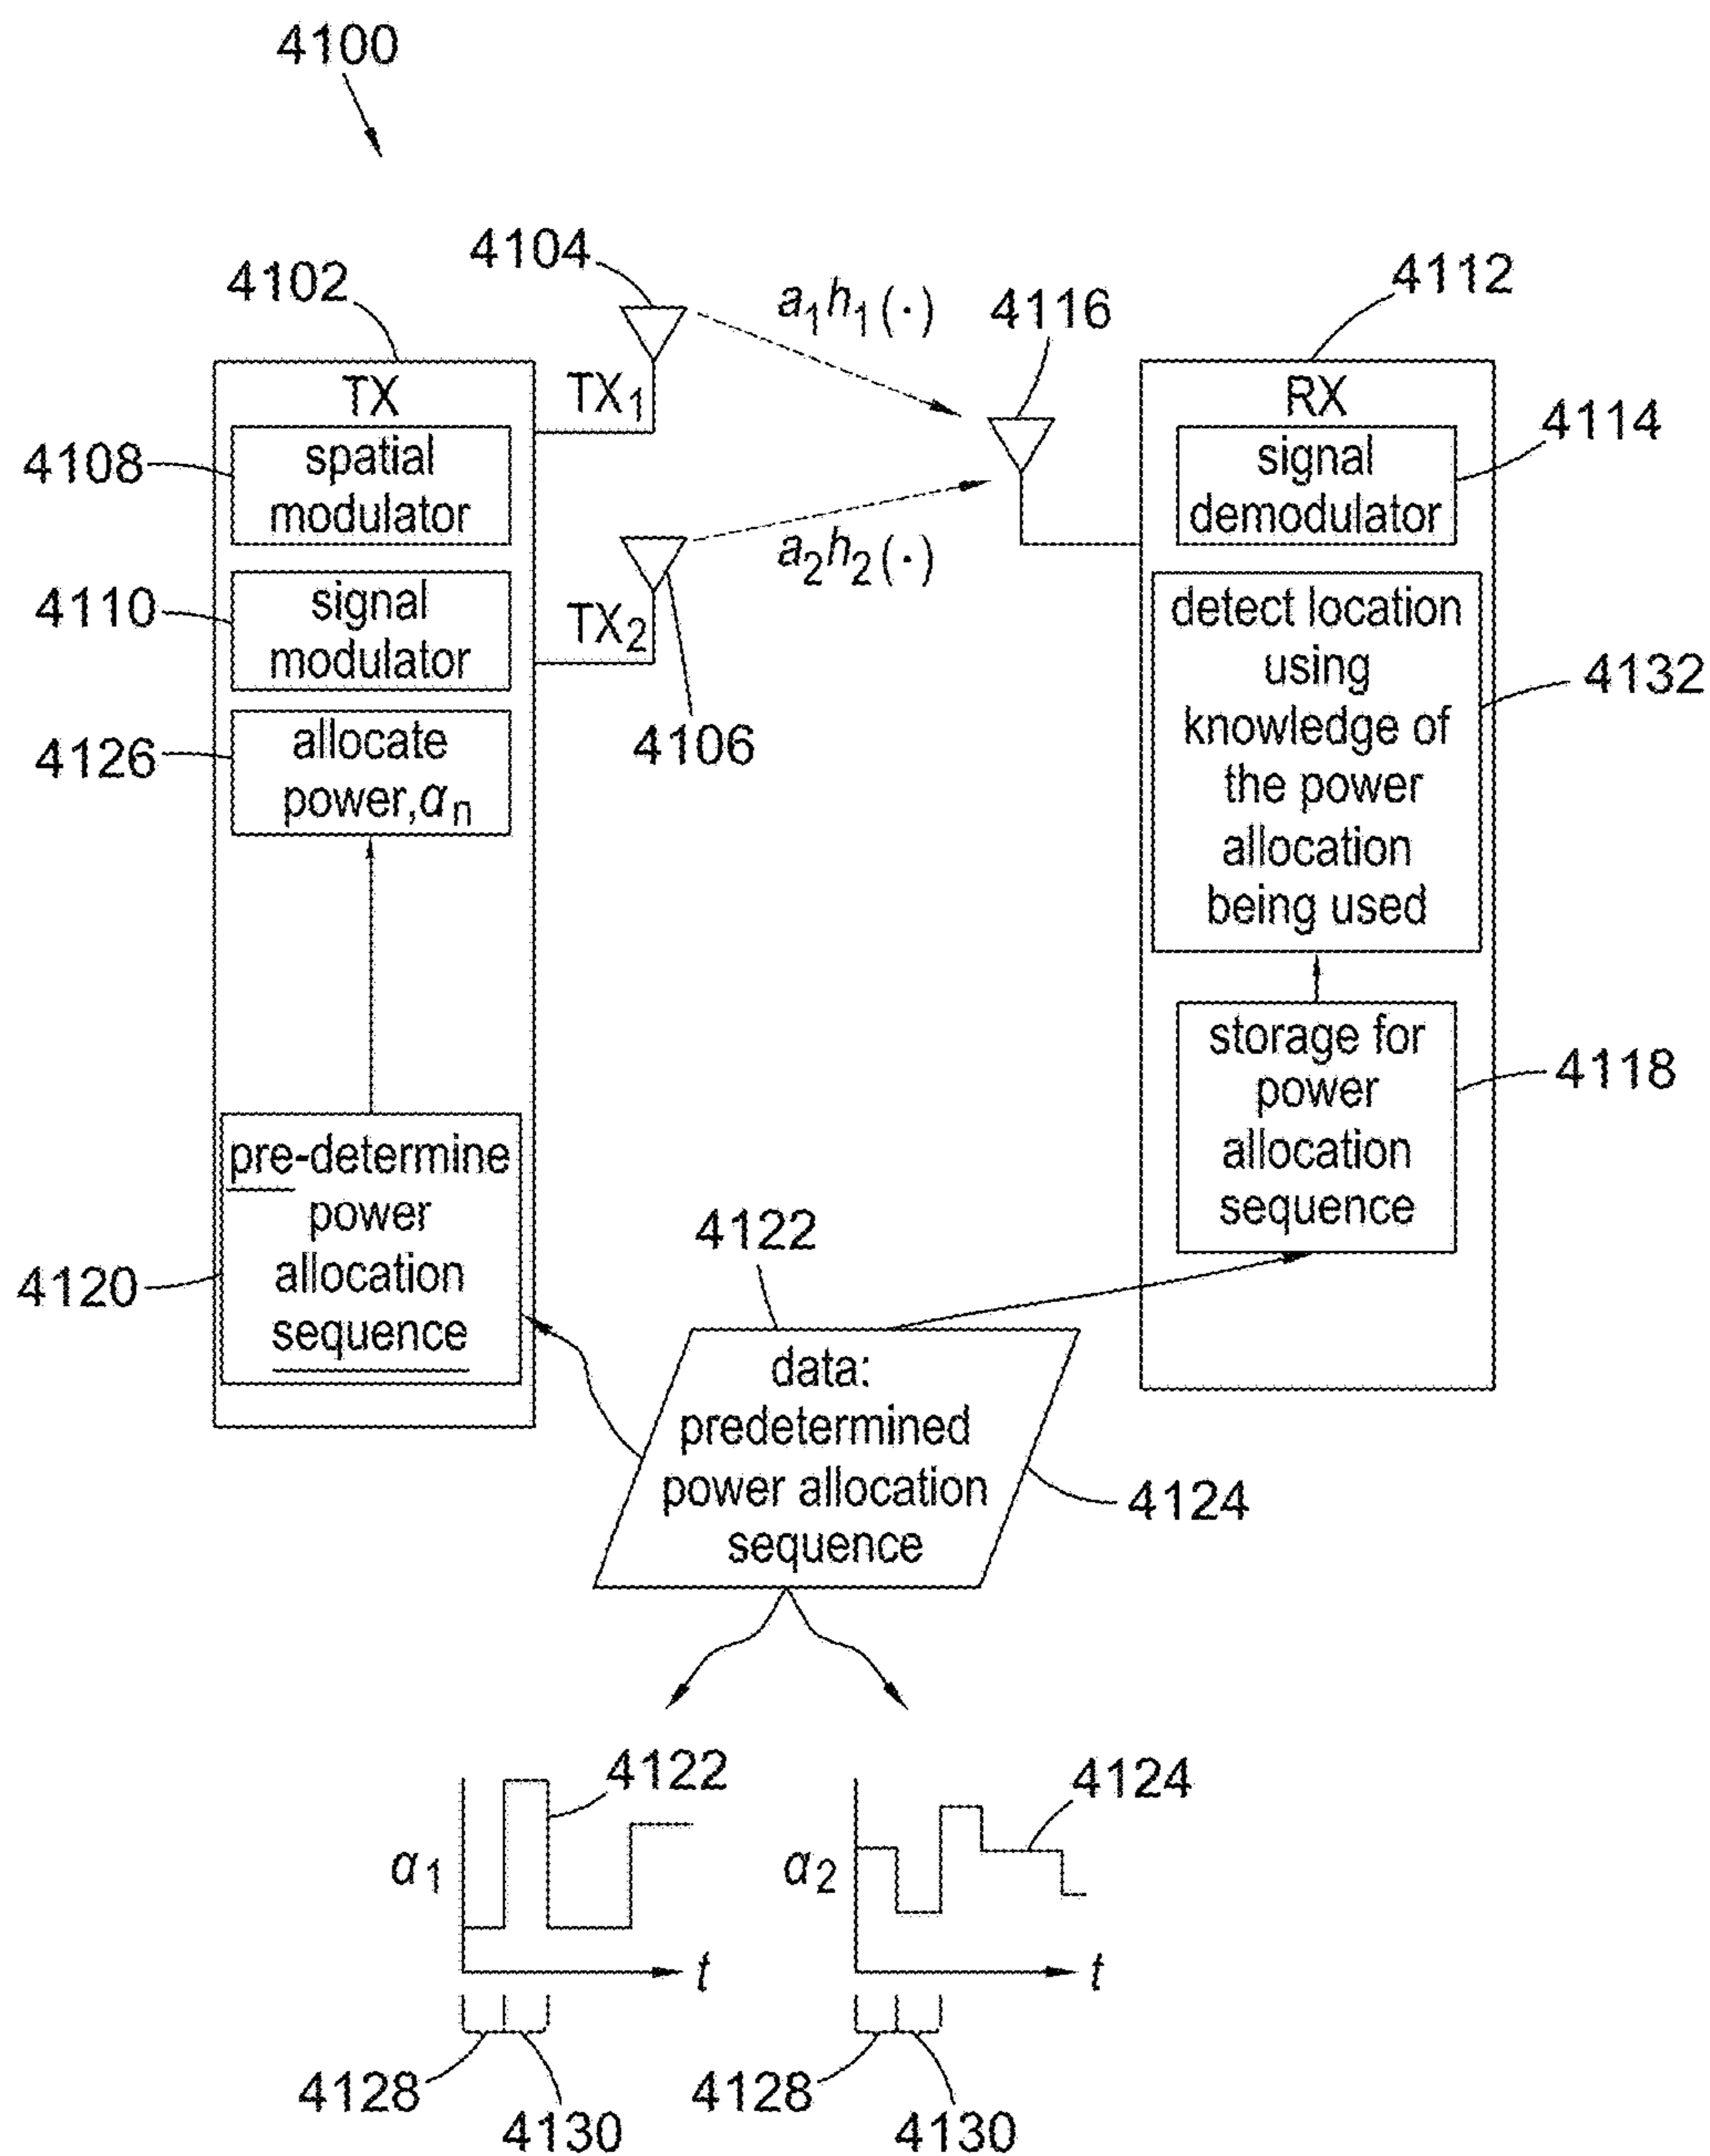 4100
4104
4102
a₁h₁(·)
4116
4112
TX
TX₁
RX
4108
spatial
modulator
signal
demodulator
4114
a₂h₂(·)
4110
signal
modulator
TX₂
detect location
using
knowledge of
the power
allocation
being used
4132
4106
4126
allocate
power,αₙ
storage for
power
allocation
sequence
4118
4120
pre-determine
power
allocation
sequence
4122
data:
predetermined
power allocation
sequence
4124
4122
4124
α₁
α₂
t
t
4128
4130
4128
4130